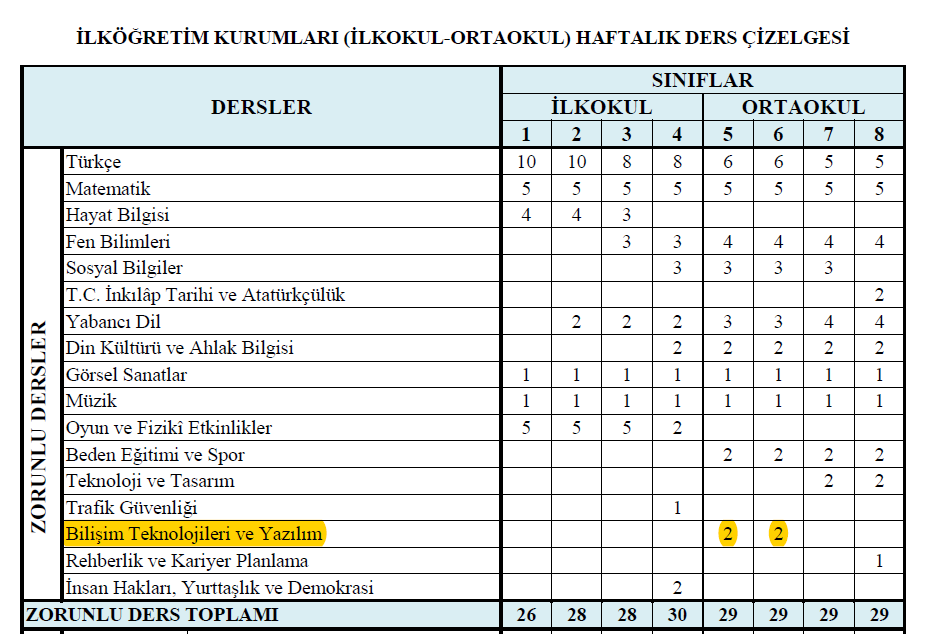 İLKÖĞRETİM KURUMLARI (İLKOKUL-ORTAOKUL) HAFTALIK DERS ÇİZELGESİ
DERSLER
SINIFLAR
İLKOKUL ORTAOKUL
1 2 3 4 5 6 7 8
ZORUNLU DERSLER
Türkçe 10 10 8 8 6 6 5 5
Matematik 5 5 5 5 5 5 5 5
Hayat Bilgisi 4 4 3
Fen Bilimleri 3 3 4 4 4 4
Sosyal Bilgiler 3 3 3 3
T.C. İnkılâp Tarihi ve Atatürkçülük 2
Yabancı Dil 2 2 2 3 3 4 4
Din Kültürü ve Ahlak Bilgisi 2 2 2 2 2
Görsel Sanatlar 1 1 1 1 1 1 1 1
Müzik 1 1 1 1 1 1 1 1
Oyun ve Fizikî Etkinlikler 5 5 5 2
Beden Eğitimi ve Spor 2 2 2 2
Teknoloji ve Tasarım 2 2
Trafik Güvenliği 1
Bilişim Teknolojileri ve Yazılım 2 2
Rehberlik ve Kariyer Planlama 1
İnsan Hakları, Yurttaşlık ve Demokrasi 2
ZORUNLU DERS TOPLAMI 26 28 28 30 29 29 29 29